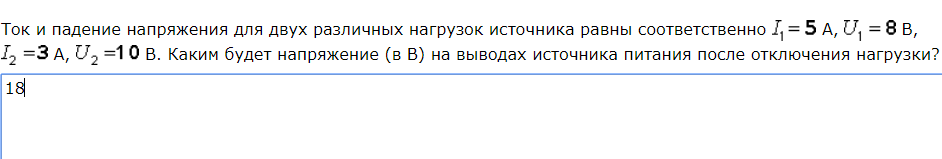 Ток и падение напряжения для двух различных нагрузок источника равны соответственно I₁ = 5 А, U₁ = 8 В,
I₂ =3 А, U₂ =10 В. Каким будет напряжение (в В) на выводах источника питания после отключения нагрузки?
18